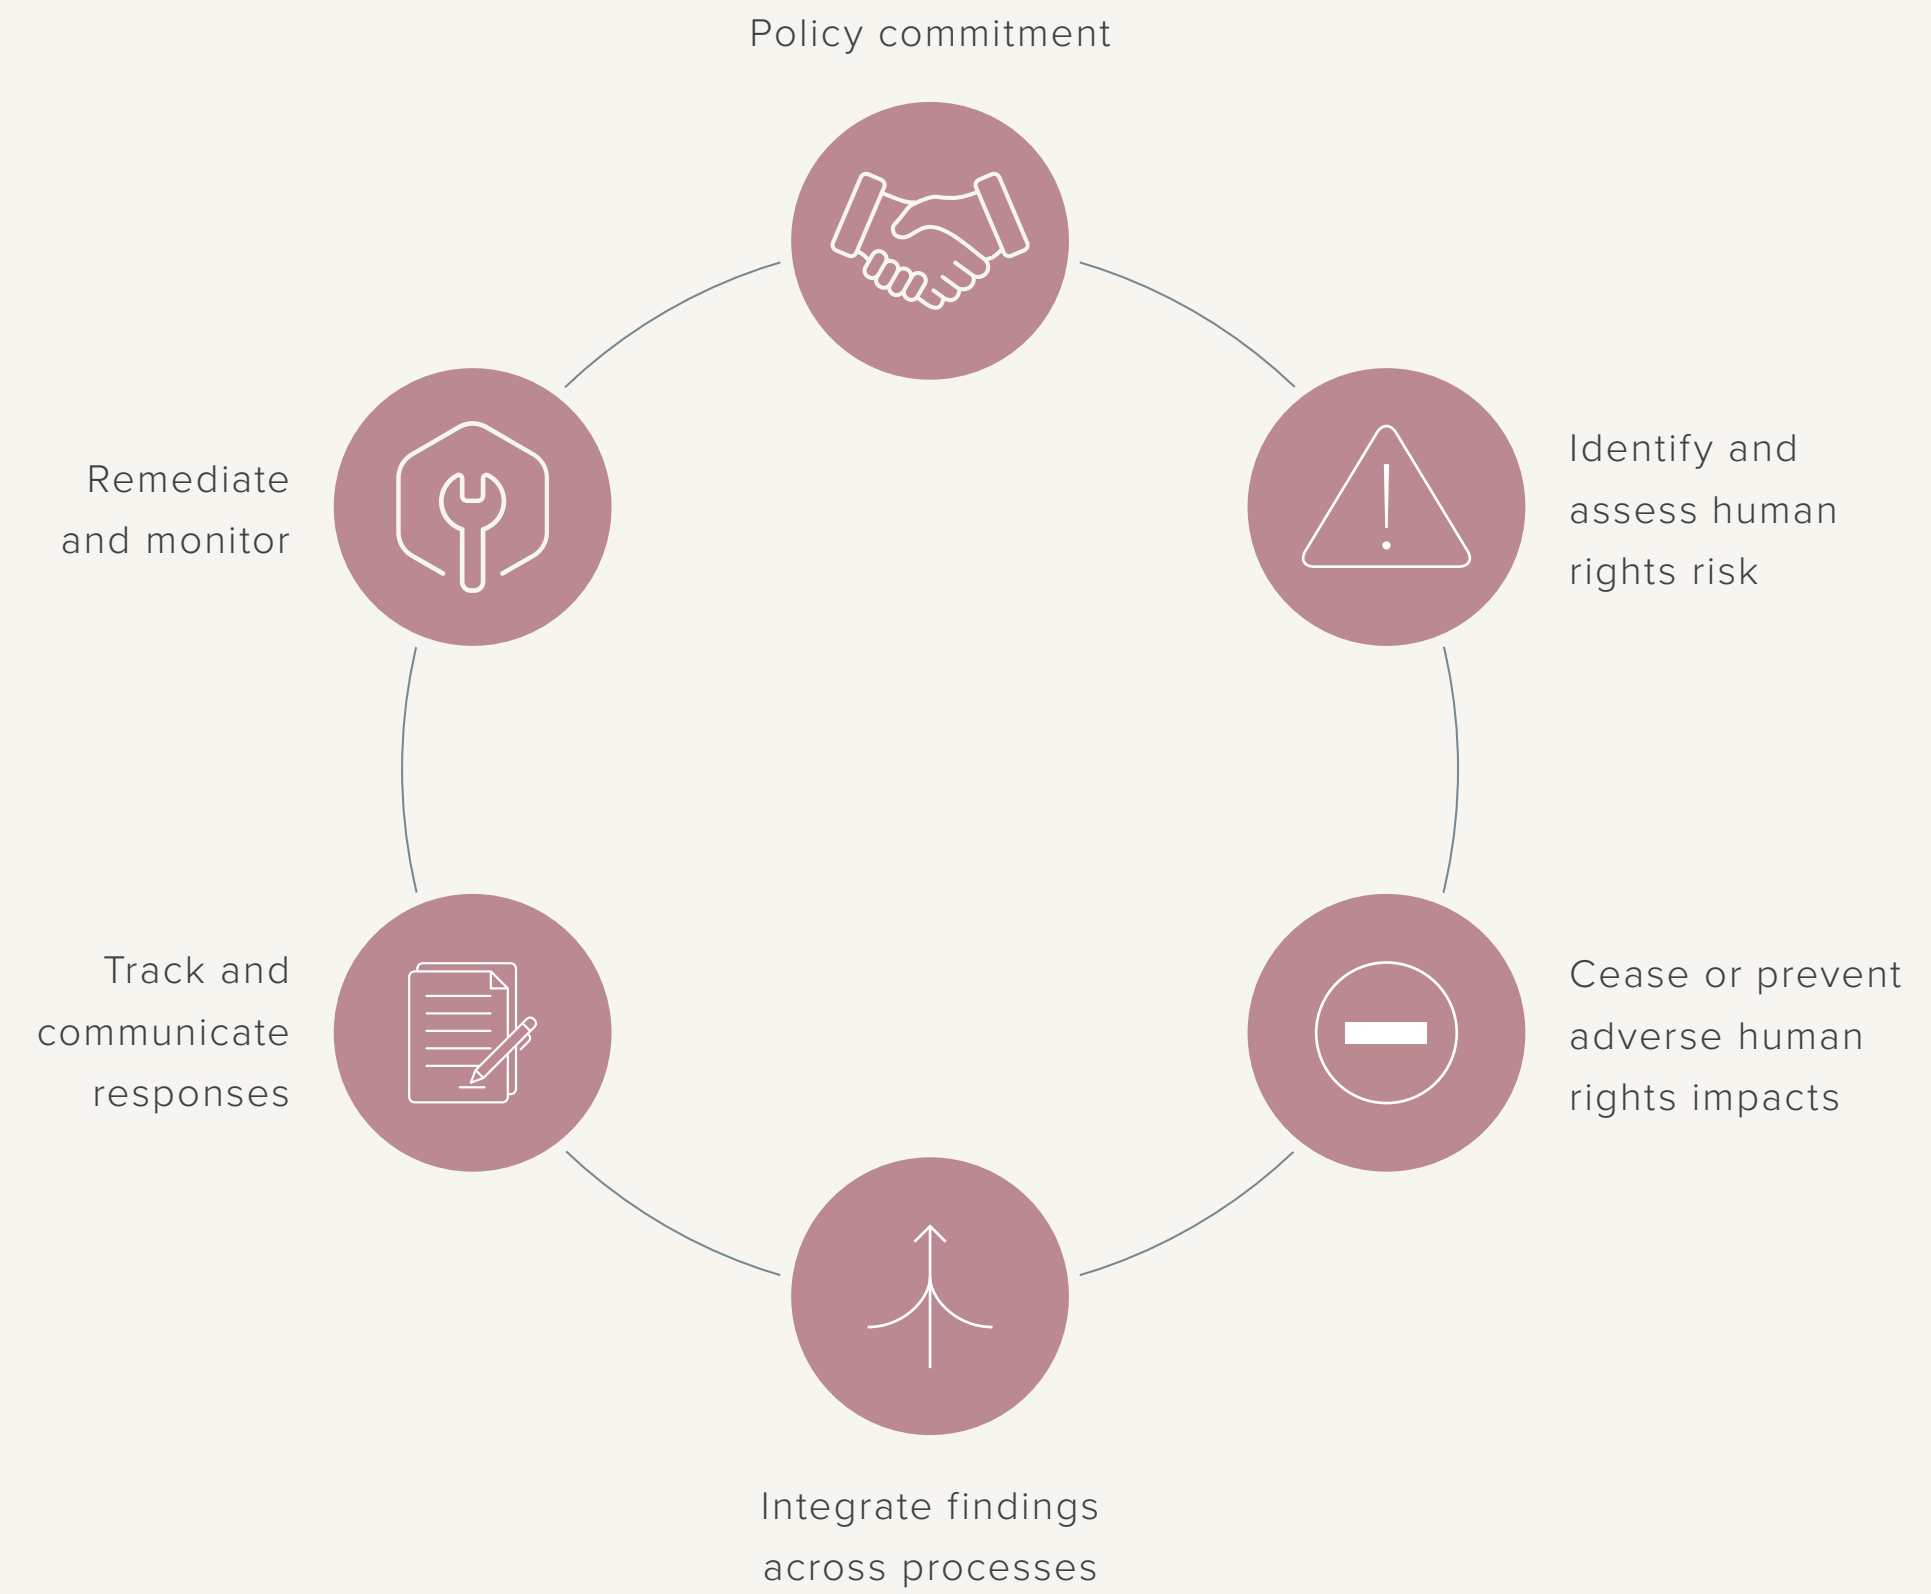 Policy commitment
Identify and
assess human
rights risk
Cease or prevent
adverse human
rights impacts
Integrate findings
across processes
Track and
communicate
responses
Remediate
and monitor